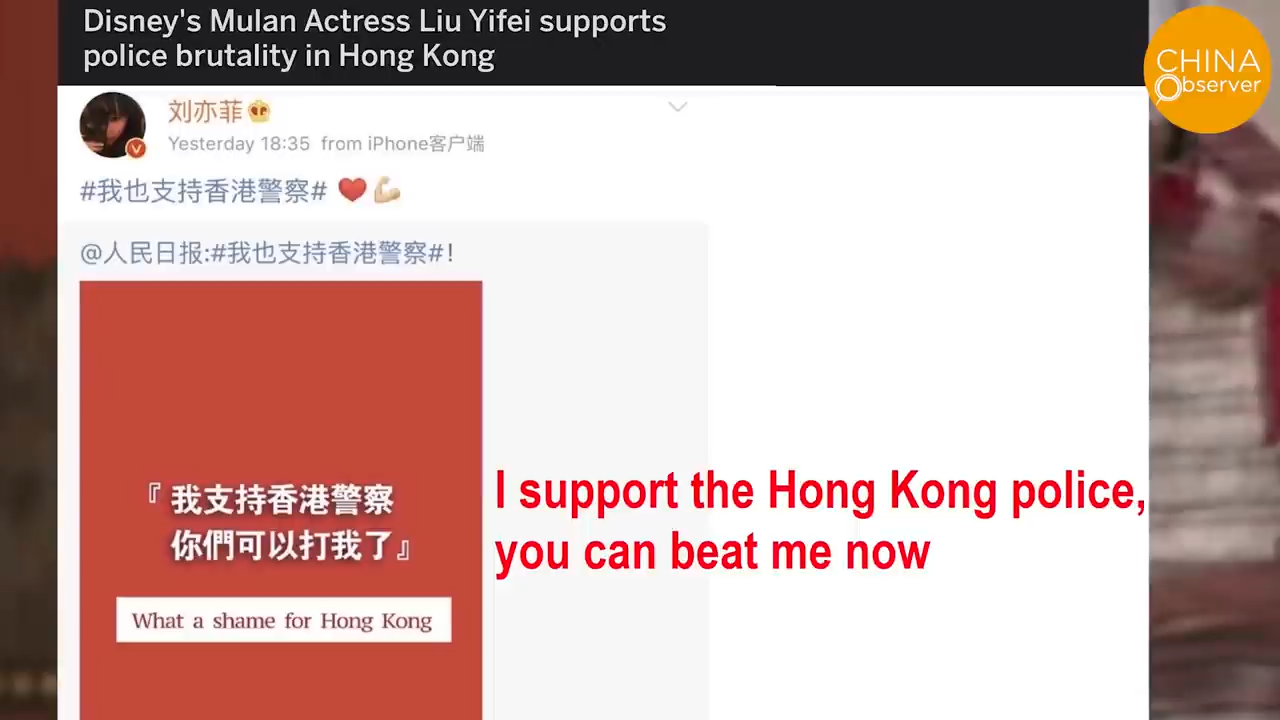 Disney's Mulan Actress Liu Yifei supports
police brutality in Hong Kong
CHINA
Observer
刘亦菲
Yesterday 18:35 from iPhone客户端
#我也支持香港警察# ❤️💪🏼
@人民日报:#我也支持香港警察#!
『我支持香港警察
你們可以打我了』
What a shame for Hong Kong
I support the Hong Kong police,
you can beat me now